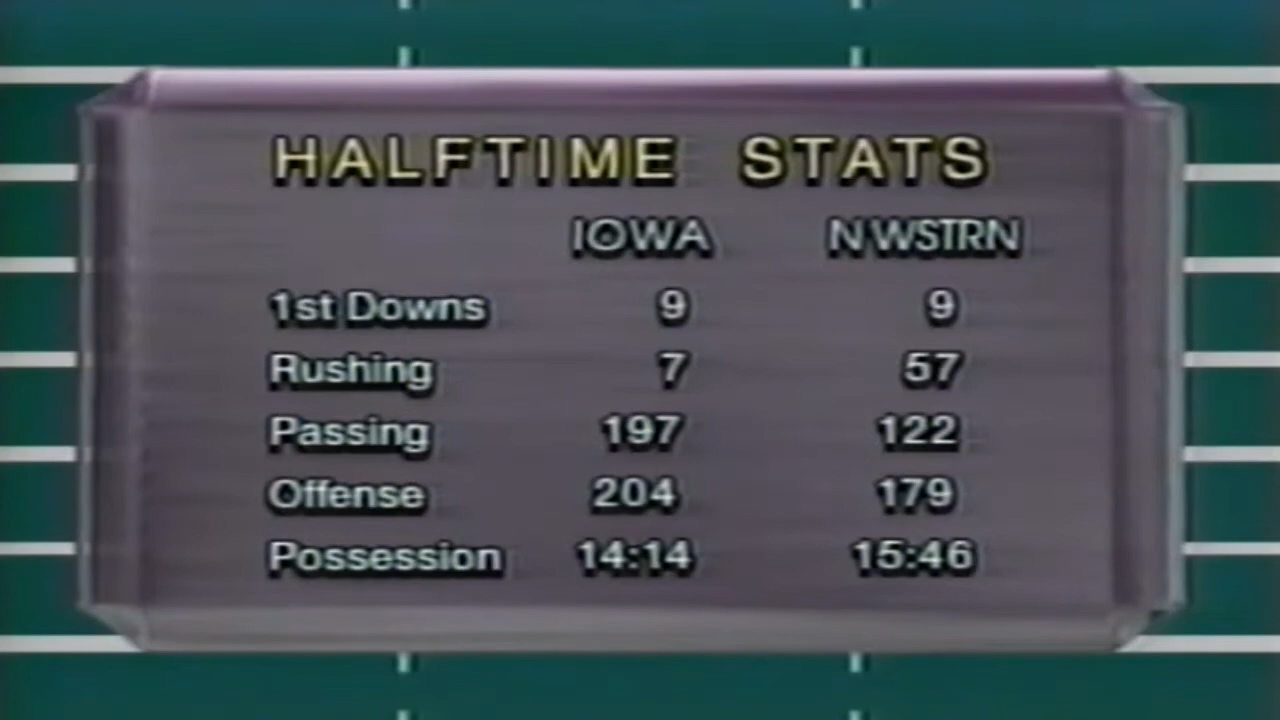 HALFTIME STATS
IOWA NWSTRN
1st Downs 9 9
Rushing 7 57
Passing 197 122
Offense 204 179
Possession 14:14 15:46